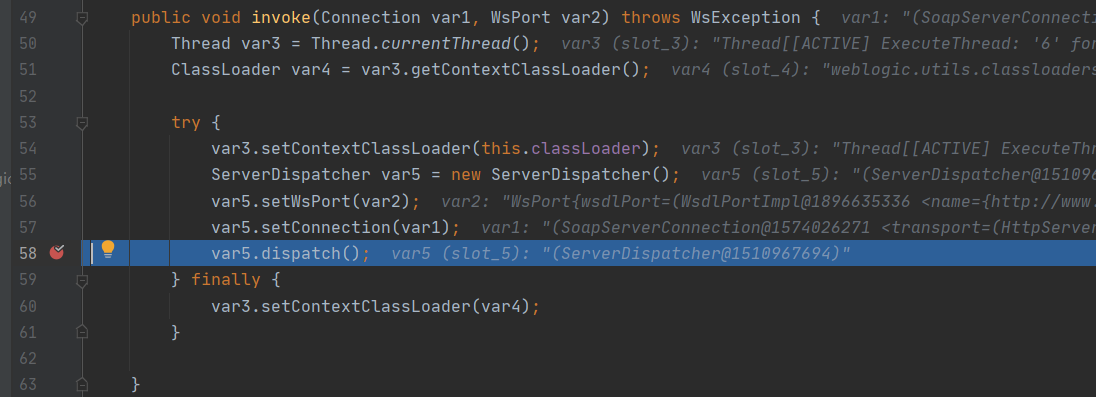 49 public void invoke(Connection var1, WsPort var2) throws WsException { var1: "(SoapServerConnecti
50 Thread var3 = Thread.currentThread(); var3 (slot_3): "Thread[[ACTIVE] ExecuteThread: '6' for
51 ClassLoader var4 = var3.getContextClassLoader(); var4 (slot_4): "weblogic.utils.classloaders
52
53 try {
54 var3.setContextClassLoader(this.classLoader); var3 (slot_3): "Thread[[ACTIVE] ExecuteThr
gic 55 ServerDispatcher var5 = new ServerDispatcher(); var5 (slot_5): "(ServerDispatcher@151096
56 var5.setWsPort(var2); var2: "WsPort{wsdlPort=(WsdlPortImpl@1896635336 <name={http://www.
57 var5.setConnection(var1); var1: "(SoapServerConnection@1574026271 <transport=(HttpServer
58 var5.dispatch(); var5 (slot_5): "(ServerDispatcher@1510967694)"
59 } finally {
60 var3.setContextClassLoader(var4);
61 }
62
63 }